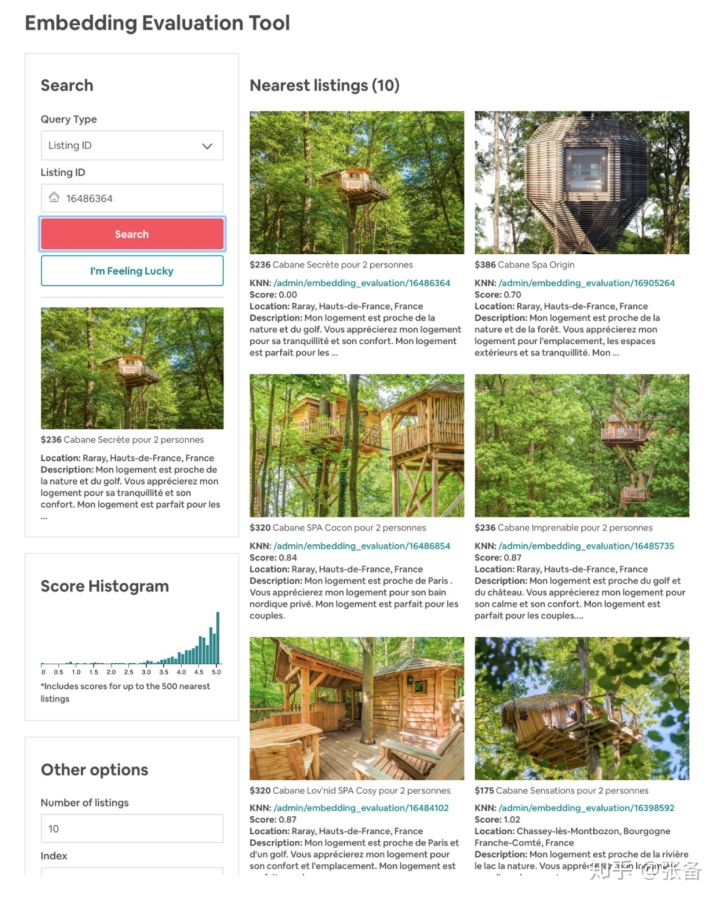 Embedding Evaluation Tool
Search
Query Type
Listing ID
Listing ID
16486364
Search
I'm Feeling Lucky
$236 Cabane Secrète pour 2 personnes
Location: Raray, Hauts-de-France, France
Description: Mon logement est proche de
la nature et du golf. Vous apprécierez mon
logement pour sa tranquillité et son
confort. Mon logement est parfait pour les
...
Score Histogram
0 0.5 1.0 1.5 2.0 2.5 3.0 3.5 4.0 4.5 5.0
*Includes scores for up to the 500 nearest
listings
Other options
Number of listings
10
Index
Nearest listings (10)
$236 Cabane Secrète pour 2 personnes
KNN: /admin/embedding_evaluation/16486364
Score: 0.00
Location: Raray, Hauts-de-France, France
Description: Mon logement est proche de la
nature et du golf. Vous apprécierez mon logement
pour sa tranquillité et son confort. Mon logement
est parfait pour les ...
$386 Cabane Spa Origin
KNN: /admin/embedding_evaluation/16905264
Score: 0.70
Location: Raray, Hauts-de-France, France
Description: Mon logement est proche de la
nature et de la forêt. Vous apprécierez mon
logement pour l'emplacement, les espaces
extérieurs et sa tranquillité. Mon ...
$320 Cabane SPA Cocon pour 2 personnes
KNN: /admin/embedding_evaluation/16486854
Score: 0.84
Location: Raray, Hauts-de-France, France
Description: Mon logement est proche de Paris .
Vous apprécierez mon logement pour son bain
nordique privé. Mon logement est parfait pour les
couples.
$236 Cabane Imprenable pour 2 personnes
KNN: /admin/embedding_evaluation/16485735
Score: 0.87
Location: Raray, Hauts-de-France, France
Description: Mon logement est proche du golf et
du château. Vous apprécierez mon logement pour
son calme et son confort. Mon logement est
parfait pour les couples....
$320 Cabane Lov'nid SPA Cosy pour 2 personnes
KNN: /admin/embedding_evaluation/16484102
Score: 0.87
Location: Raray, Hauts-de-France, France
Description: Mon logement est proche de Paris et
d'un golf. Vous apprécierez mon logement pour
son confort et l'emplacement. Mon logement est
$175 Cabane Sensations pour 2 personnes
KNN: /admin/embedding_evaluation/16398592
Score: 1.02
Location: Chassey-lès-Montbozon, Bourgogne
Franche-Comté, France
Description: Mon logement est proche de la rivière
le lac la nature. Vous
知乎 @张备